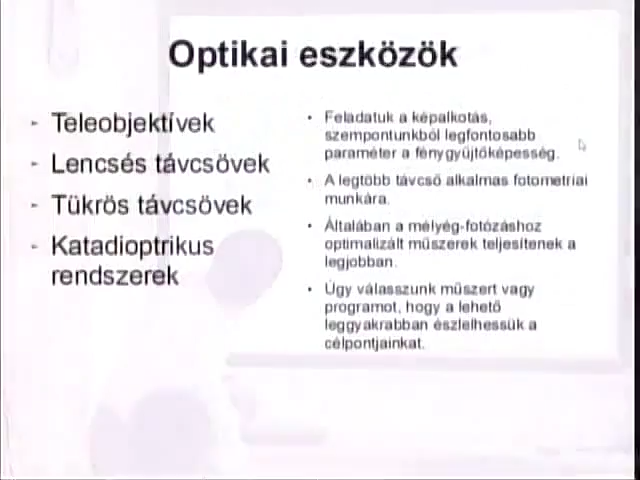 Optikai eszközök
- Teleobjektívek
- Lencsés távcsövek
- Tükrös távcsövek
- Katadioptrikus
rendszerek
• Feladatuk a képalkotás,
szempontunkból legfontosabb
paraméter a fénygyűjtőképesség.
• A legtöbb távcső alkalmas fotometriai
munkára.
• Általában a mélyég-fotózáshoz
optimalizált műszerek teljesítenek a
legjobban.
• Úgy válasszunk műszert vagy
programot, hogy a lehető
leggyakrabban észlelhessük a
célpontjainkat.